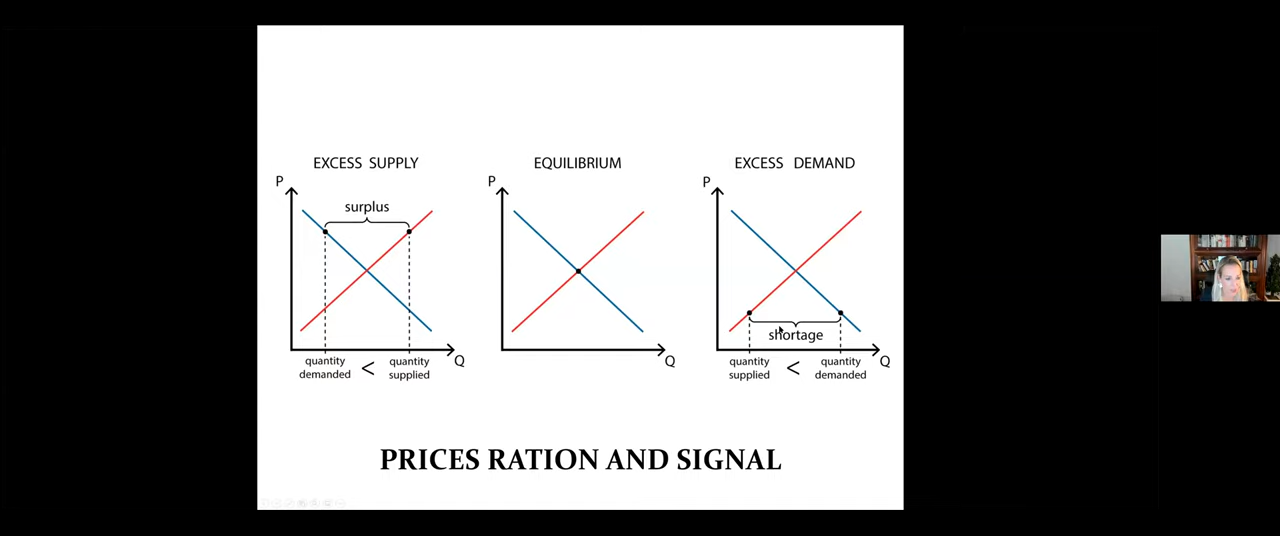 EXCESS SUPPLY
P
surplus
quantity demanded < quantity supplied
Q
EQUILIBRIUM
P
Q
EXCESS DEMAND
P
shortage
quantity supplied < quantity demanded
Q
PRICES RATION AND SIGNAL